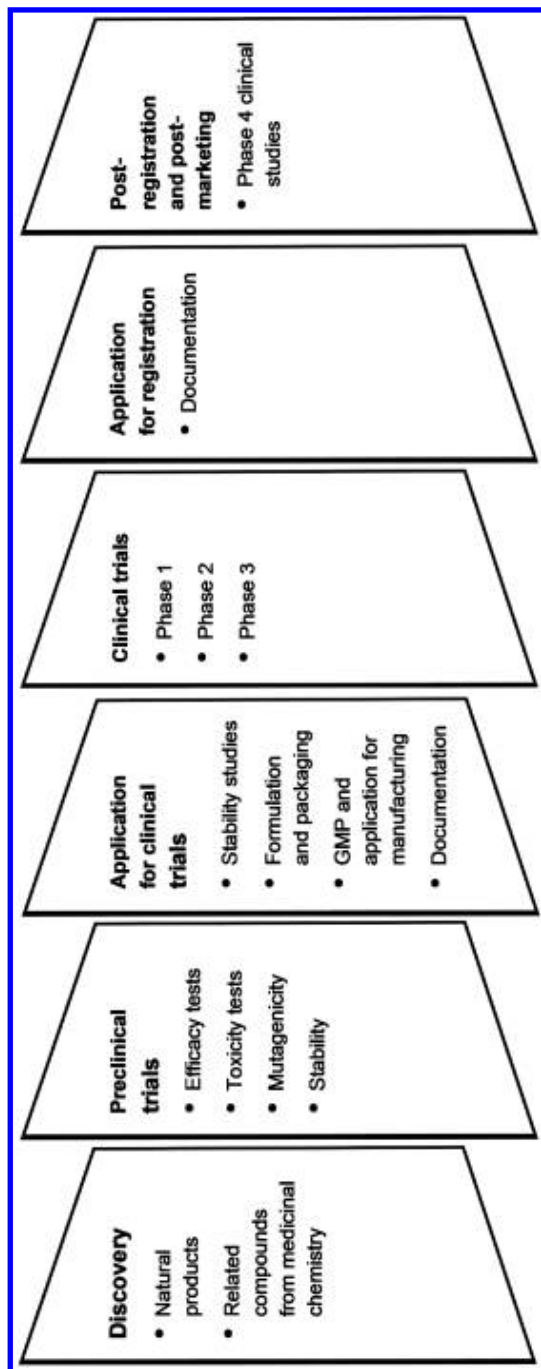 Discovery
• Natural
products
• Related
compounds
from medicinal
chemistry
Preclinical
trials
• Efficacy tests
• Toxicity tests
• Mutagenicity
• Stability
Application
for clinical
trials
• Stability studies
• Formulation
and packaging
• GMP and
application for
manufacturing
• Documentation
Clinical trials
• Phase 1
• Phase 2
• Phase 3
Application
for registration
• Documentation
Post-
registration
and post-
marketing
• Phase 4 clinical
studies